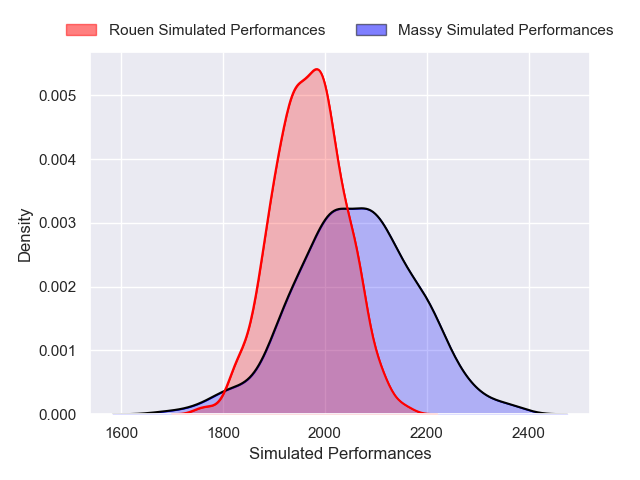 Rouen Simulated Performances Massy Simulated Performances
0.005
0.004
0.003
0.002
0.001
0.000
Density
1600 1800 2000 2200 2400
Simulated Performances